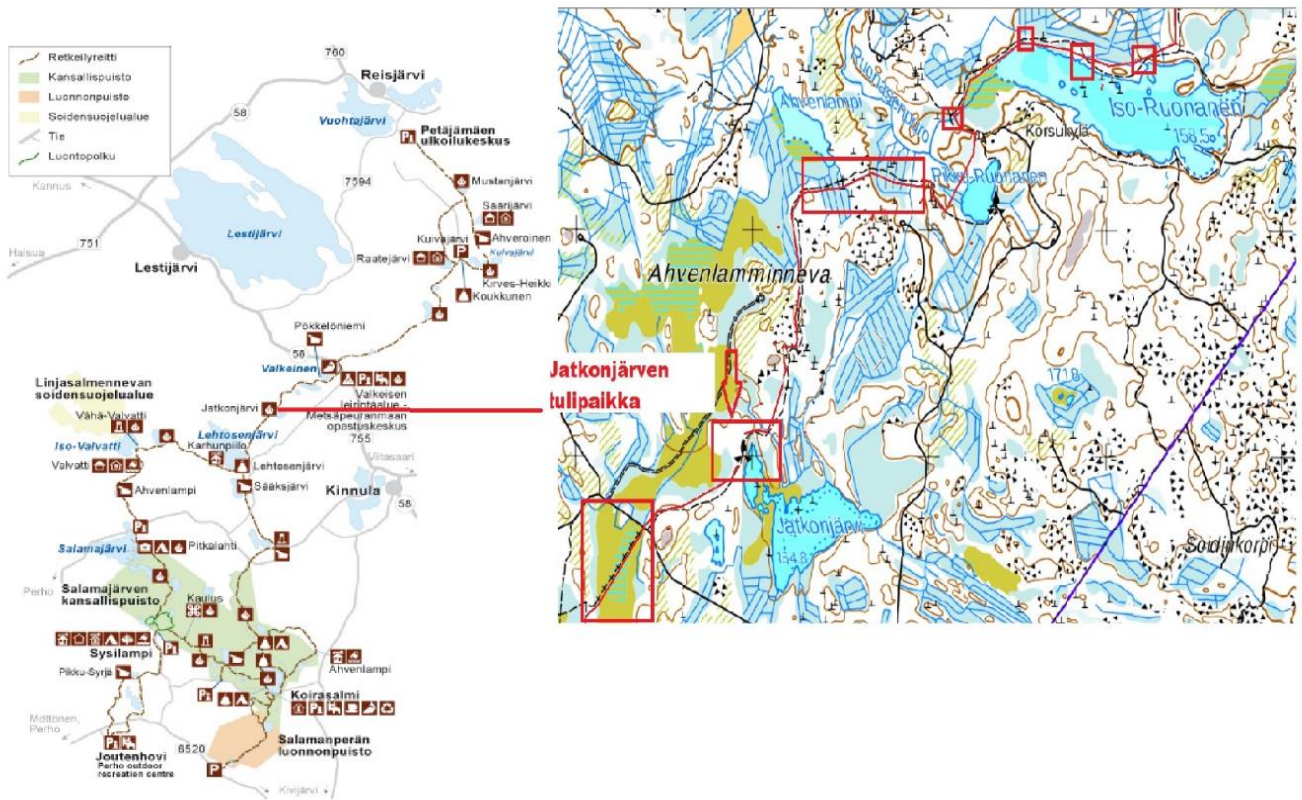 Retkeilyreitti
Kansallispuisto
Luonnonpuisto
Soidensuojelualue
Tie
Luontopolku
760
Reisjärvi
58
Vuohtajärvi
Petäjämäen
ulkoilukeskus
Kannus
7594
Mustanjärvi
Saarijärvi
Lestijärvi
751
Halsua
Lestijärvi
Kuivajärvi
Ahveroinen
Kuivajärvi
Raatejärvi
Kirves-Heikki
Koukkunen
Pökkelöniemi
58
Valkeinen
Valkeisen
leirintäalue -
Metsäpeuranmaan
opastuskeskus
Linjasalmennevan
soidensuojelualue
Jatkonjärvi
Vähä-Valvatti
Lehtosenjärvi
Karhunpiilo
755
Iso-Valvatti
Viitasaari
Valvatti
Lehtosenjärvi
Sääksjärvi
Kinnula
Ahvenlampi
58
Salamajärvi
Pitkälahti
Perho
Salamajärven
kansallispuisto
Kaulus
Sysilampi
Pikku-Syrjä
Ahvenlampi
Koirasalmi
Möttönen,
Perho
6520
Salamanperän
luonnonpuisto
Joutenhovi
Perho outdoor
recreation centre
P
Kivijärvi
Ahvenlampi
Iso-Ruonanen
158.5
Korsukylä
Pikku-Ruonanen
Ahvenlamminneva
Jatkonjärven
tulipaikka
171.8
Jatkonjärvi
154.8
Soidinkorpi